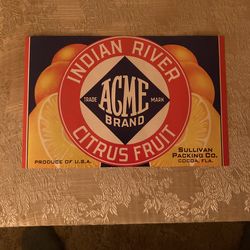 INDIAN RIVER
ACME
TRADE MARK
BRAND
CITRUS FRUIT
PRODUCE OF U.S.A.
SULLIVAN
PACKING CO.
COCOA, FLA.